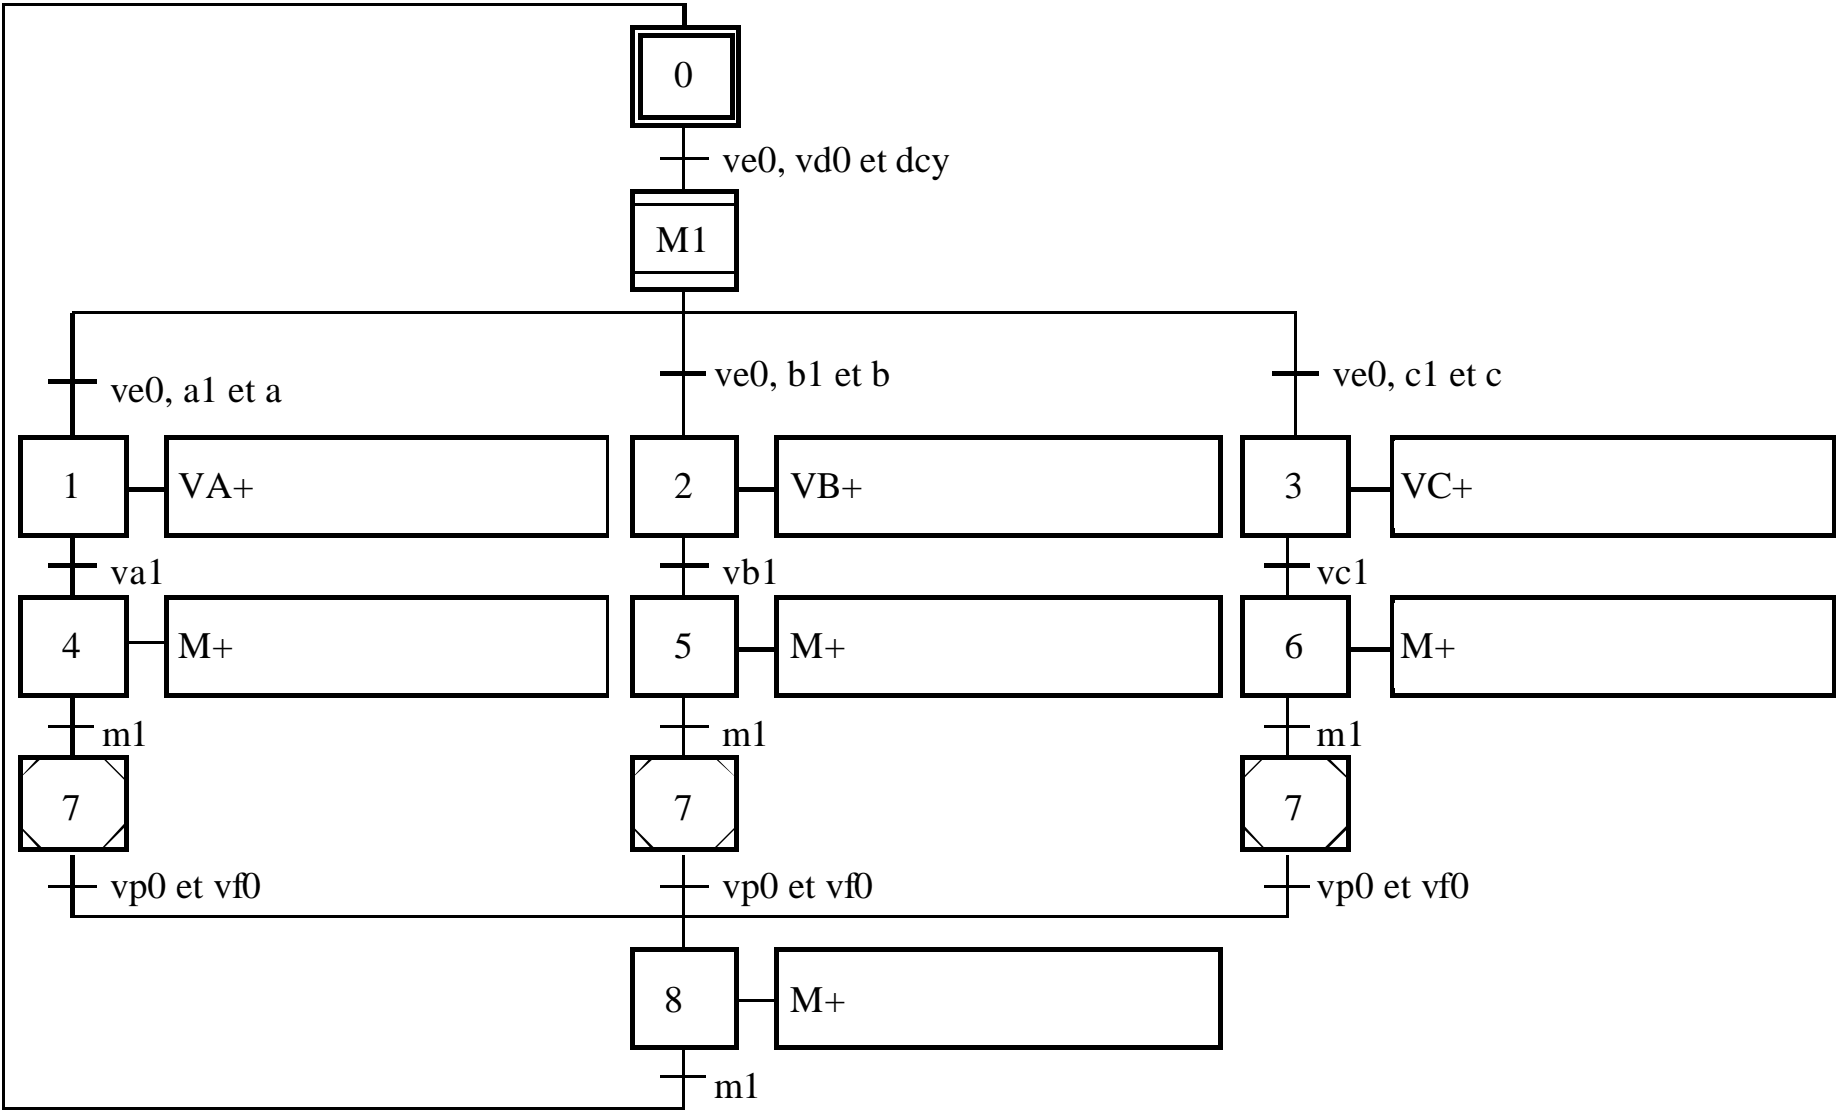 0
ve0, vd0 et dcy
M1
ve0, a1 et a
ve0, b1 et b
ve0, c1 et c
1
VA+
2
VB+
3
VC+
va1
vb1
vc1
4
M+
5
M+
6
M+
m1
m1
m1
7
7
7
vp0 et vf0
vp0 et vf0
vp0 et vf0
8
M+
m1